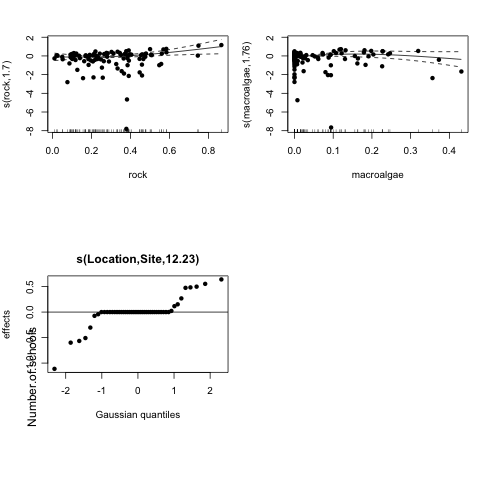 s(rock,1.7)
2
0
-2
-4
-6
-8
0.0 0.2 0.4 0.6 0.8
rock
s(macroalgae,1.76)
2
0
-2
-4
-6
-8
0.0 0.1 0.2 0.3 0.4
macroalgae
s(Location,Site,12.23)
effects
Number of schools
0.5
0.0
-2 -1 0 1 2
Gaussian quantiles